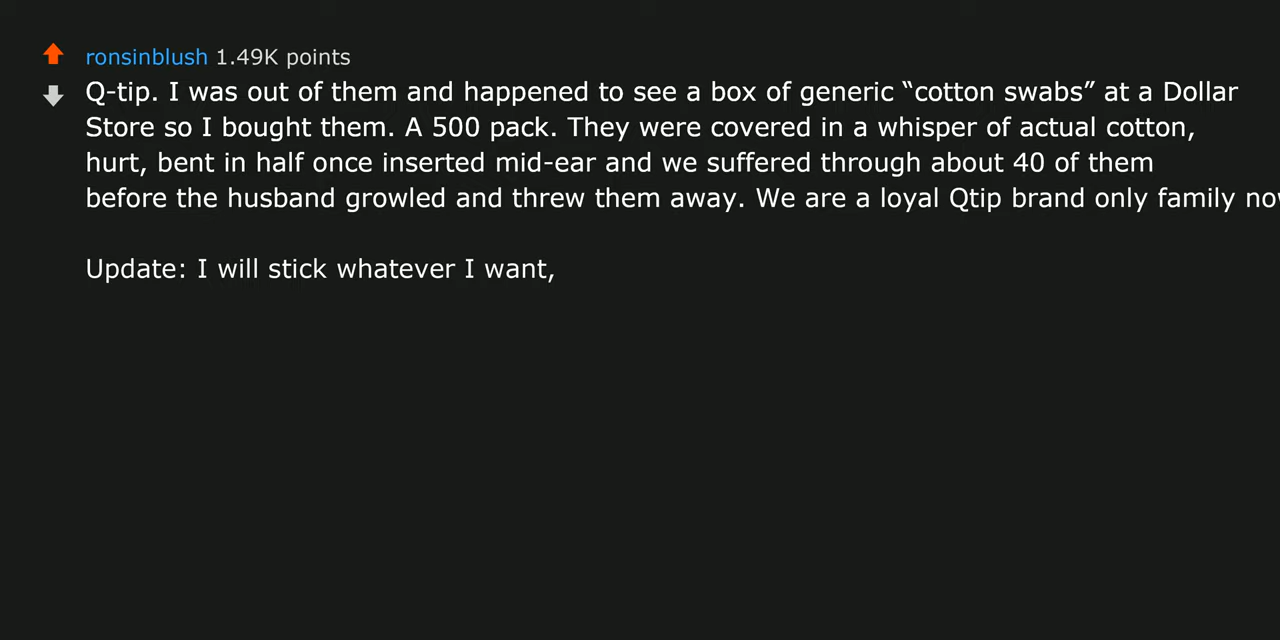 ronsinblush 1.49K points
Q-tip. I was out of them and happened to see a box of generic “cotton swabs” at a Dollar
Store so I bought them. A 500 pack. They were covered in a whisper of actual cotton,
hurt, bent in half once inserted mid-ear and we suffered through about 40 of them
before the husband growled and threw them away. We are a loyal Qtip brand only family
Update: I will stick whatever I want,